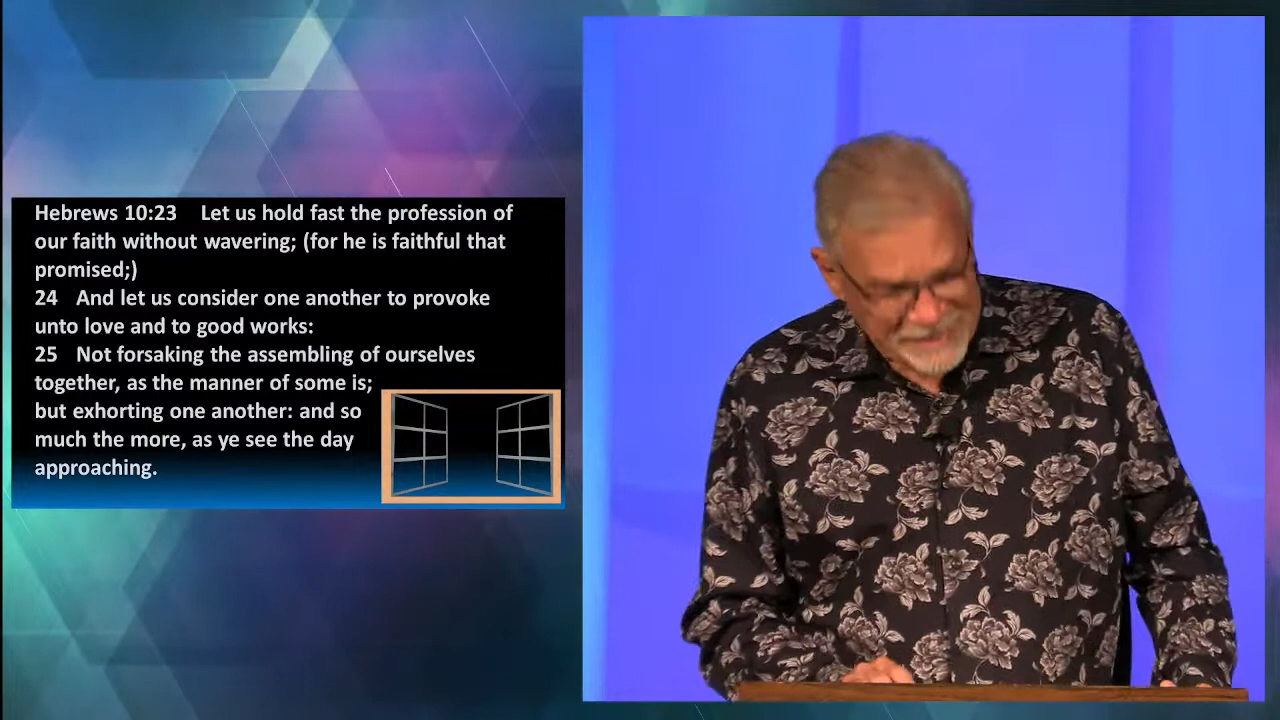 Hebrews 10:23 Let us hold fast the profession of
our faith without wavering; (for he is faithful that
promised;)
24 And let us consider one another to provoke
unto love and to good works:
25 Not forsaking the assembling of ourselves
together, as the manner of some is;
but exhorting one another: and so
much the more, as ye see the day
approaching.